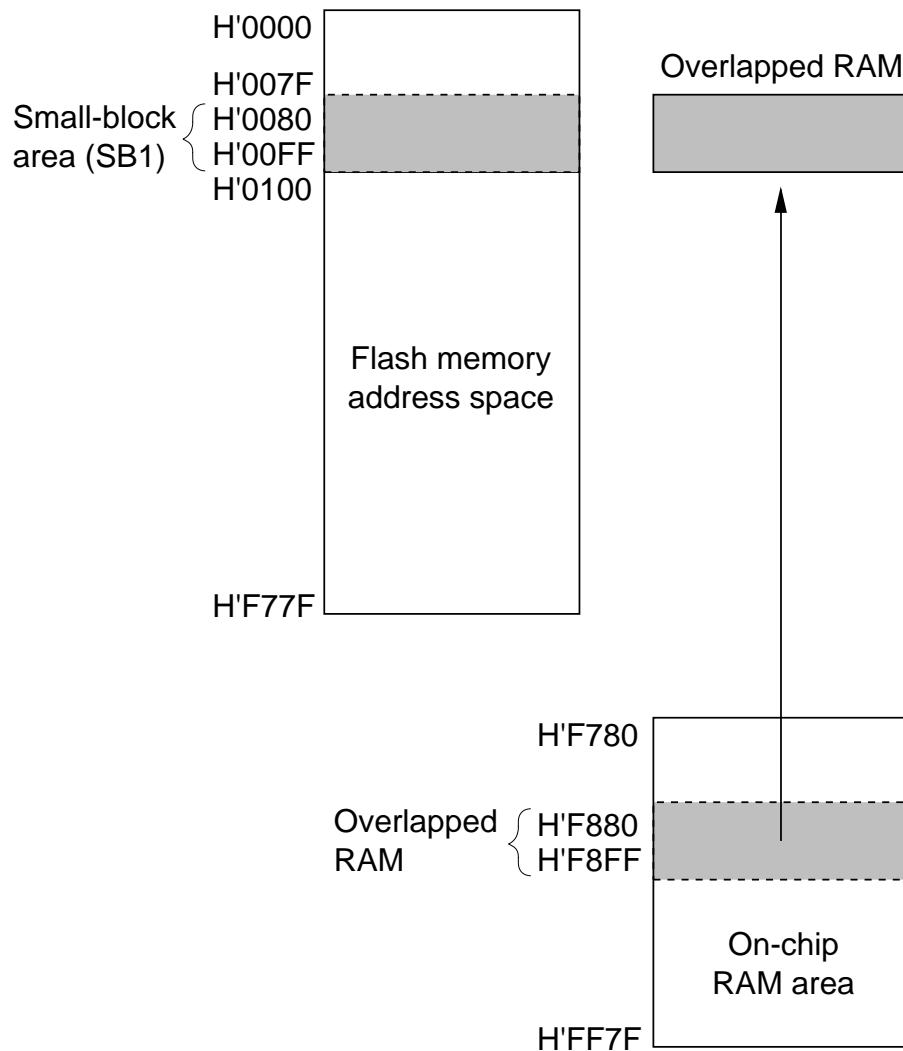 H'0000
H'007F
Overlapped RAM
Small-block
area (SB1)
H'0080
H'00FF
H'0100
Flash memory
address space
H'F77F
H'F780
Overlapped
RAM
H'F880
H'F8FF
On-chip
RAM area
H'FF7F